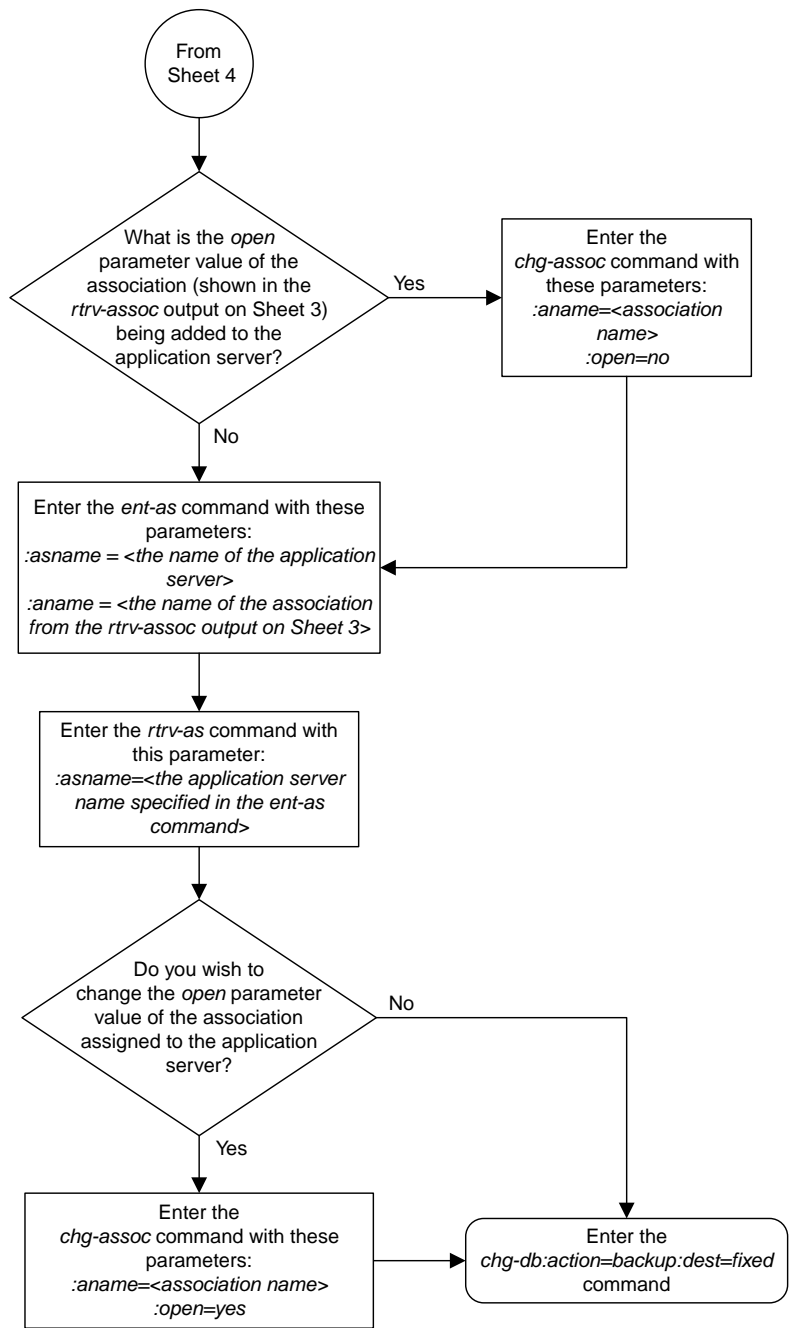 From
Sheet 4
What is the open
parameter value of the
association (shown in the
rtrv-assoc output on Sheet 3)
being added to the
application server?
Yes
Enter the
chg-assoc command with
these parameters:
:aname=<association
name>
:open=no
No
Enter the ent-as command with these
parameters:
:asname = <the name of the application
server>
:aname = <the name of the association
from the rtrv-assoc output on Sheet 3>
Enter the rtrv-as command with
this parameter:
:asname=<the application server
name specified in the ent-as
command>
Do you wish to
change the open parameter
value of the association
assigned to the application
server?
No
Yes
Enter the
chg-assoc command with these
parameters:
:aname=<association name>
:open=yes
Enter the
chg-db:action=backup:dest=fixed
command